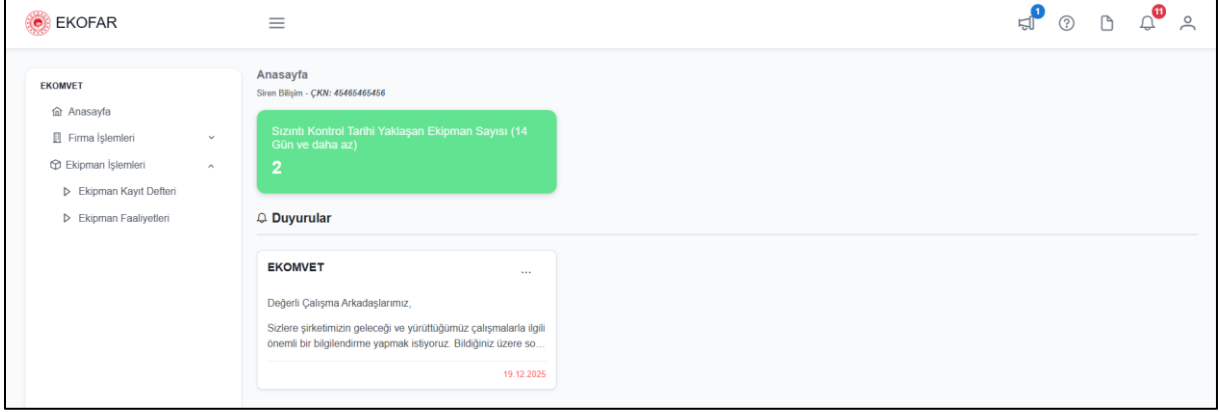 EKOFAR
1
11
EKOMVET
Anasayfa
Firma İşlemleri
Ekipman İşlemleri
Ekipman Kayıt Defteri
Ekipman Faaliyetleri
Anasayfa
Siren Bilişim - ÇKN: 45465465456
Sızıntı Kontrol Tarihi Yaklaşan Ekipman Sayısı (14
Gün ve daha az)
2
Duyurular
EKOMVET
...
Değerli Çalışma Arkadaşlarımız,
Sizlere şirketimizin geleceği ve yürüttüğümüz çalışmalarla ilgili
önemli bir bilgilendirme yapmak istiyoruz. Bildiğiniz üzere so...
19.12.2025